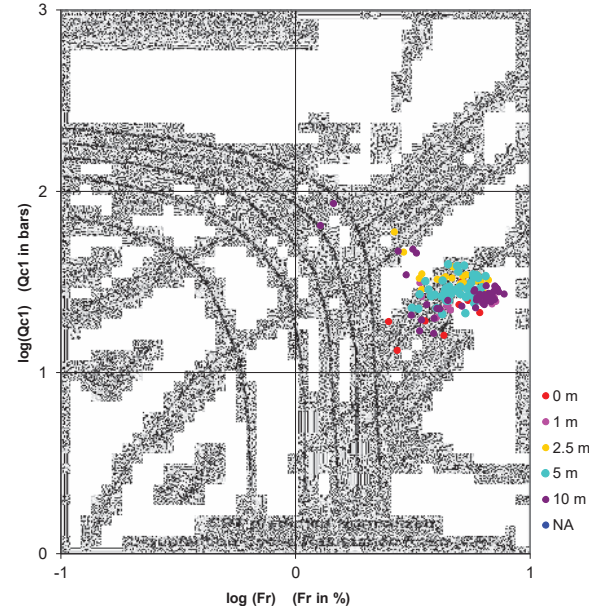 3
2
1
0
-1
0
1
log(Qc1) (Qc1 in bars)
log (Fr) (Fr in %)
0 m
1 m
2.5 m
5 m
10 m
NA